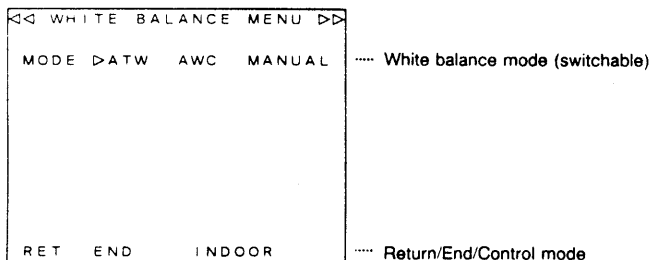 ◁◁ WHITE BALANCE MENU ▷▷
MODE ▷ATW AWC MANUAL ····· White balance mode (switchable)
RET END INDOOR ····· Return/End/Control mode